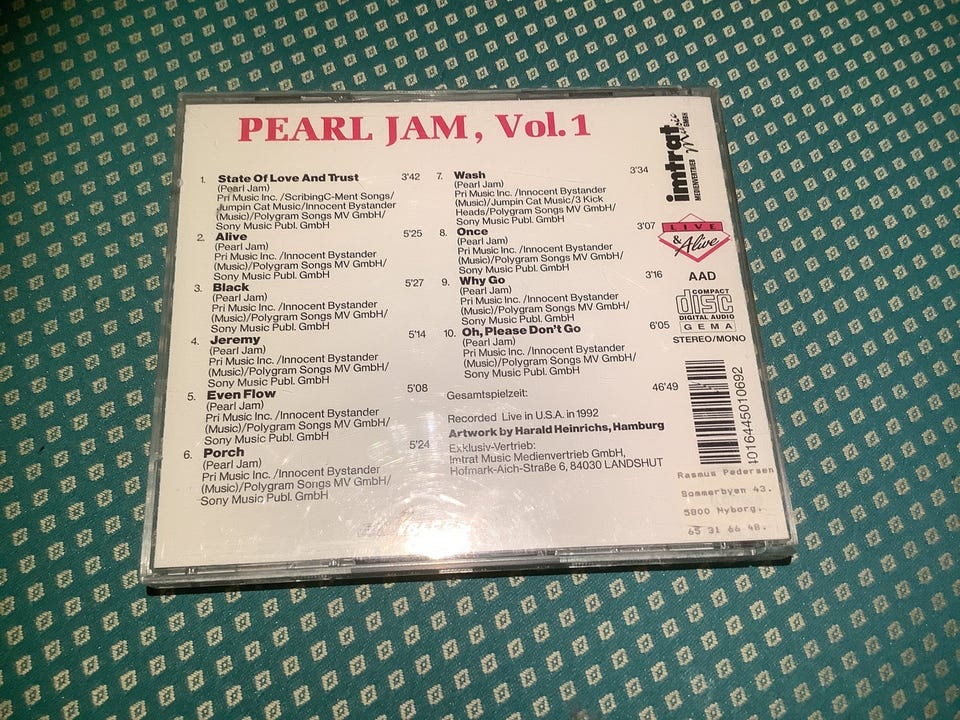 PEARL JAM, Vol. 1
1. State Of Love And Trust 3'42
(Pearl Jam)
Pri Music Inc. /ScribingC-Ment Songs/
Jumpin Cat Music/Innocent Bystander
(Music)/Polygram Songs MV GmbH/
Sony Music Publ. GmbH
2. Alive 5'25
(Pearl Jam)
Pri Music Inc. /Innocent Bystander
(Music)/Polygram Songs MV GmbH/
Sony Music Publ. GmbH
3. Black 5'27
(Pearl Jam)
Pri Music Inc. /Innocent Bystander
(Music)/Polygram Songs MV GmbH/
Sony Music Publ. GmbH
4. Jeremy 5'14
(Pearl Jam)
Pri Music Inc. /Innocent Bystander
(Music)/Polygram Songs MV GmbH/
Sony Music Publ. GmbH
5. Even Flow 5'08
(Pearl Jam)
Pri Music Inc. /Innocent Bystander
(Music)/Polygram Songs MV GmbH/
Sony Music Publ. GmbH
6. Porch 5'24
(Pearl Jam)
Pri Music Inc. /Innocent Bystander
(Music)/Polygram Songs MV GmbH/
Sony Music Publ. GmbH
7. Wash 3'34
(Pearl Jam)
Pri Music Inc. /Innocent Bystander
(Music)/Jumpin Cat Music/3 Kick
Heads/Polygram Songs MV GmbH/
Sony Music Publ. GmbH
8. Once 3'07
(Pearl Jam)
Pri Music Inc. /Innocent Bystander
(Music)/Polygram Songs MV GmbH/
Sony Music Publ. GmbH
9. Why Go 3'16
(Pearl Jam)
Pri Music Inc. /Innocent Bystander
(Music)/Polygram Songs MV GmbH/
Sony Music Publ. GmbH
10. Oh, Please Don't Go 6'05
(Pearl Jam)
Pri Music Inc. /Innocent Bystander
(Music)/Polygram Songs MV GmbH/
Sony Music Publ. GmbH
Gesamtspielzeit: 46'49
Recorded Live in U.S.A. in 1992
Artwork by Harald Heinrichs, Hamburg
Exklusiv-Vertrieb:
Imtrat Music Medienvertrieb GmbH,
Hofmark-Aich-Straße 6, 84030 LANDSHUT
imtrat Music
MEDIENVERTRIEB GMBH
LIVE
& Alive
AAD
COMPACT
disc
DIGITAL AUDIO
GEMA
STEREO/MONO
4016445010692
Rasmus Pedersen
Sommerbyen 43.
5800 Nyborg.
65 31 66 48.